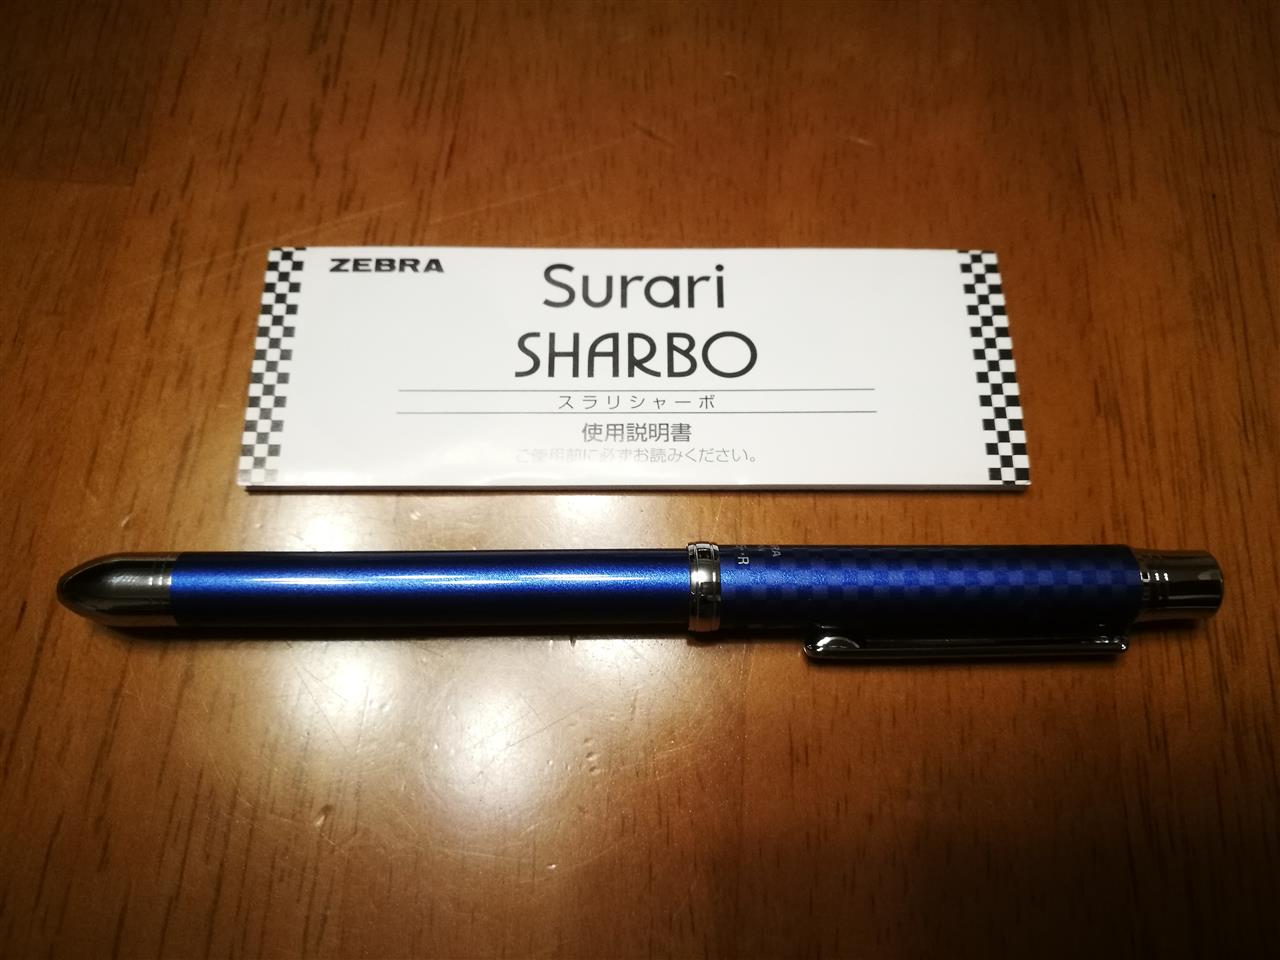 ZEBRA
Surari
SHARBO
スラリシャーボ
使用説明書
ご使用前に必ずお読みください。